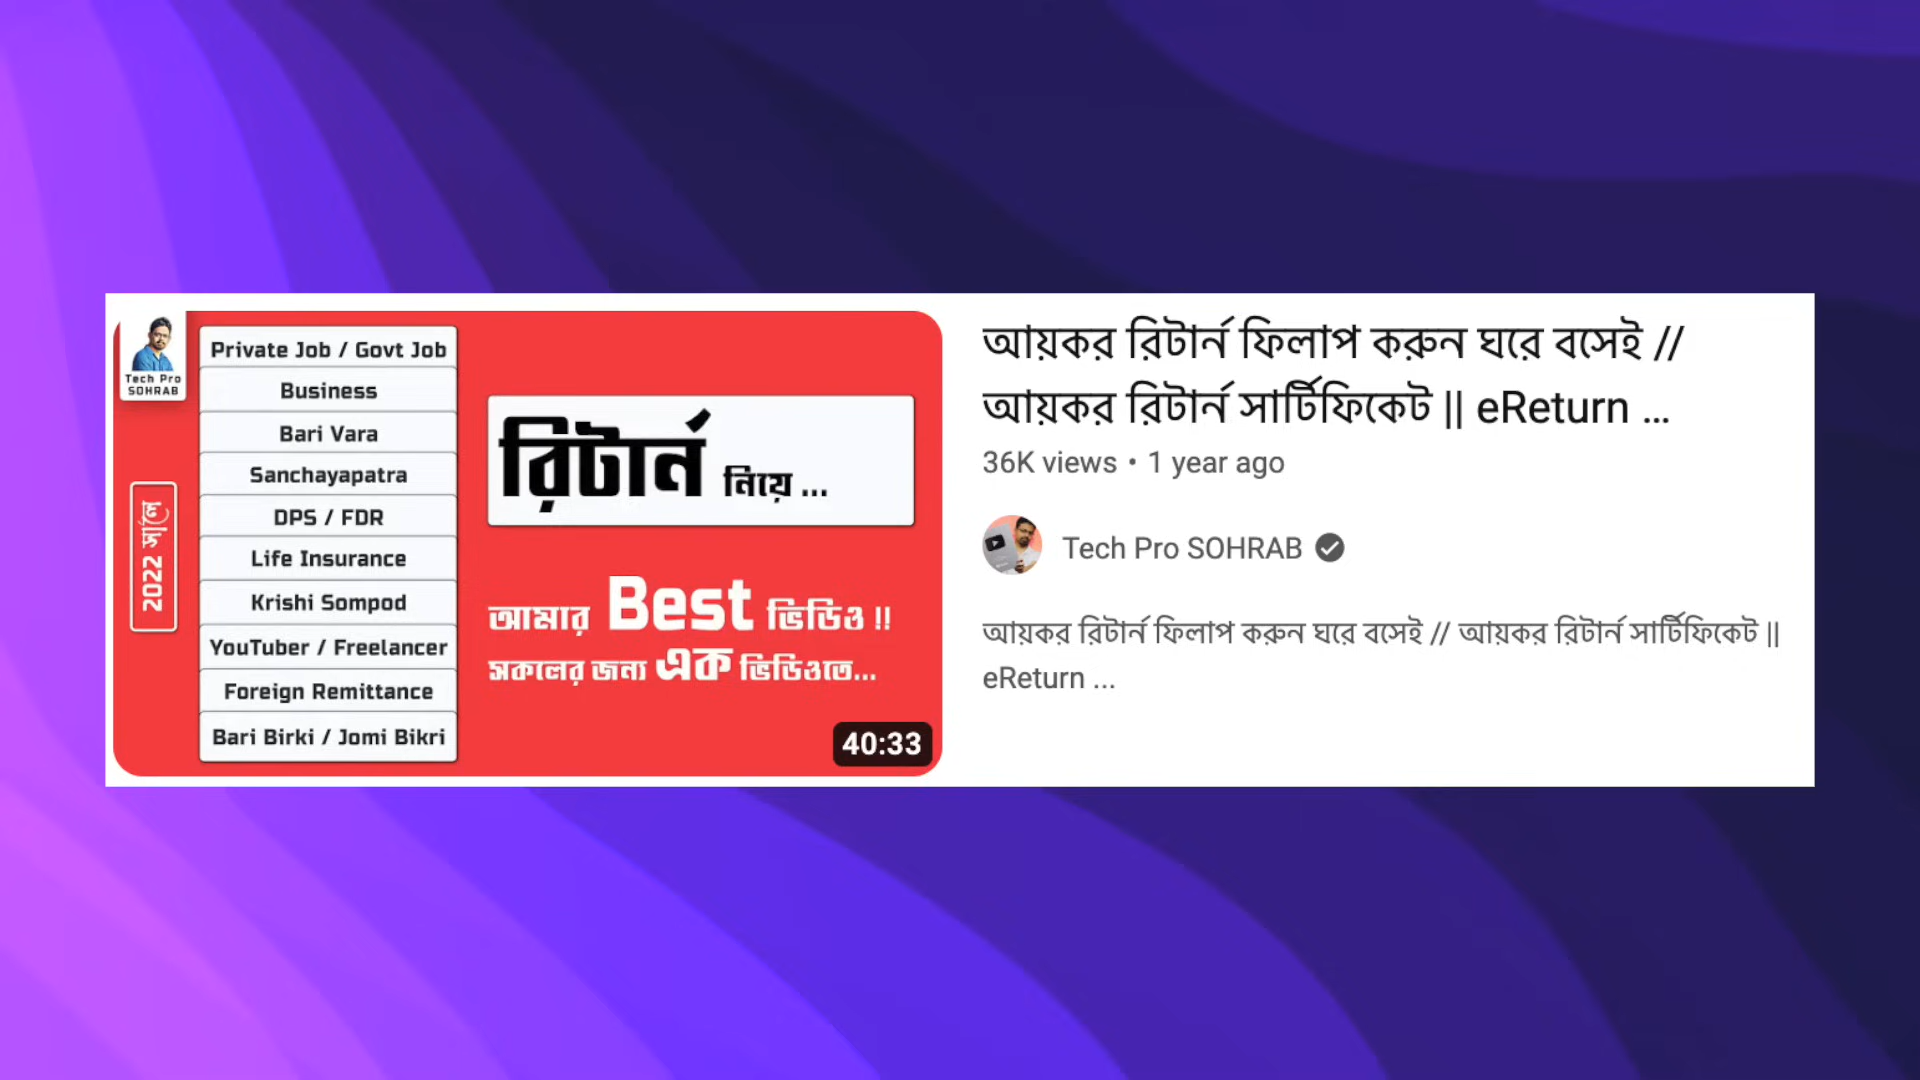 Tech Pro
SOHRAB
2022 সালে
Private Job / Govt Job
Business
Bari Vara
Sanchayapatra
DPS / FDR
Life Insurance
Krishi Sompod
YouTuber / Freelancer
Foreign Remittance
Bari Birki / Jomi Bikri
রিটার্ন নিয়ে ...
আমার Best ভিডিও !!
সকলের জন্য এক ভিডিওতে...
40:33
আয়কর রিটার্ন ফিলাপ করুন ঘরে বসেই //
আয়কর রিটার্ন সার্টিফিকেট || eReturn ...
36K views • 1 year ago
Tech Pro SOHRAB
আয়কর রিটার্ন ফিলাপ করুন ঘরে বসেই // আয়কর রিটার্ন সার্টিফিকেট ||
eReturn ...